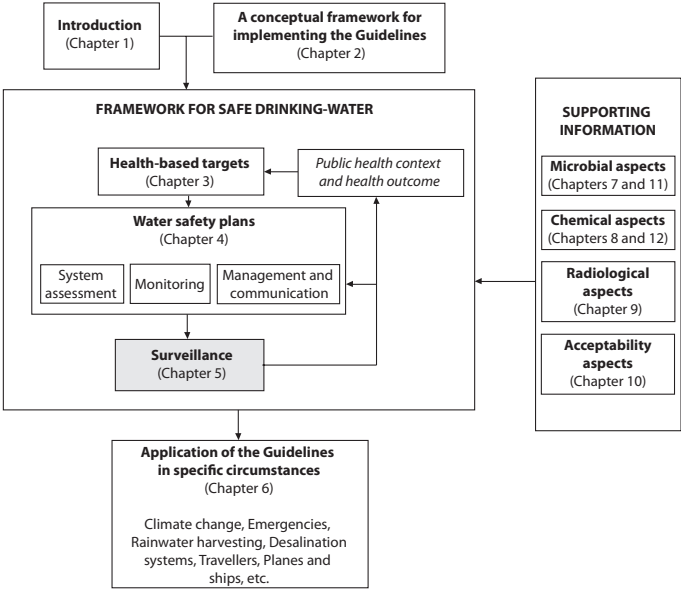 Introduction
(Chapter 1)
A conceptual framework for
implementing the Guidelines
(Chapter 2)
FRAMEWORK FOR SAFE DRINKING-WATER
Health-based targets
(Chapter 3)
Public health context
and health outcome
Water safety plans
(Chapter 4)
System
assessment
Monitoring
Management and
communication
Surveillance
(Chapter 5)
SUPPORTING
INFORMATION
Microbial aspects
(Chapters 7 and 11)
Chemical aspects
(Chapters 8 and 12)
Radiological
aspects
(Chapter 9)
Acceptability
aspects
(Chapter 10)
Application of the Guidelines
in specific circumstances
(Chapter 6)
Climate change, Emergencies,
Rainwater harvesting, Desalination
systems, Travellers, Planes and
ships, etc.